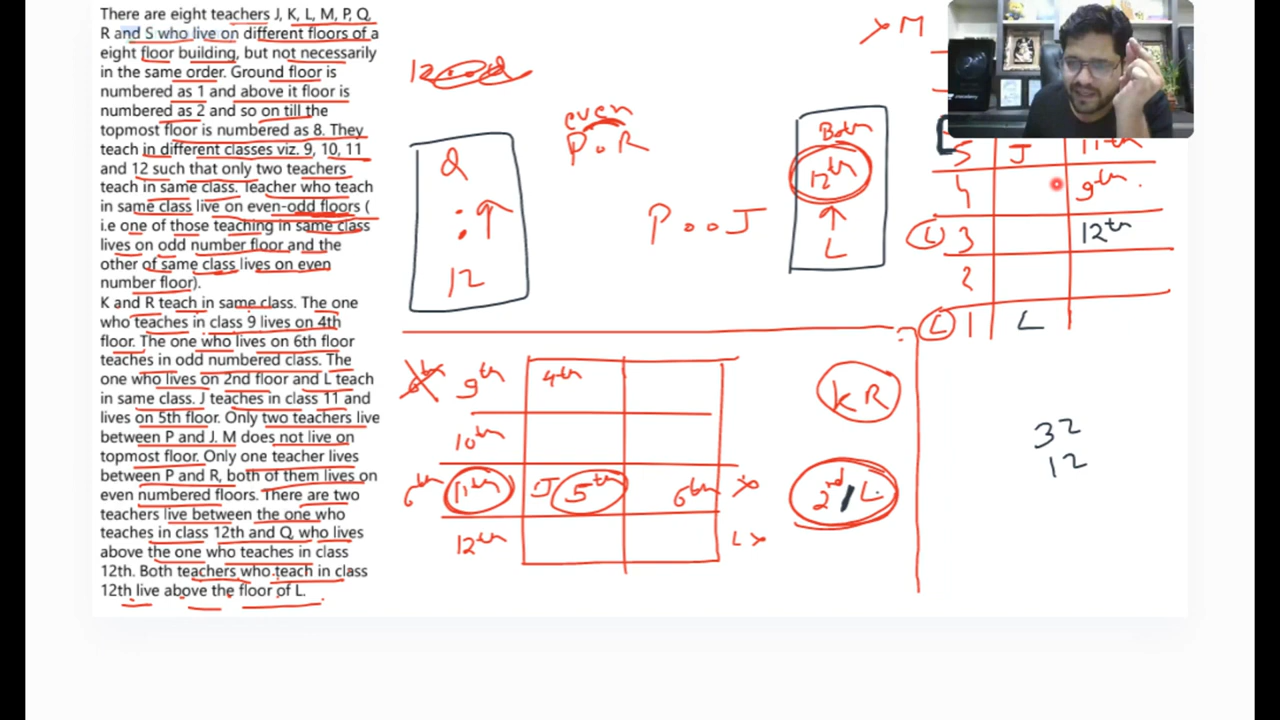 There are eight teachers J, K, L, M, P, Q,
R and S who live on different floors of a
eight floor building, but not necessarily
in the same order. Ground floor is
numbered as 1 and above it floor is
numbered as 2 and so on till the
topmost floor is numbered as 8. They
teach in different classes viz. 9, 10, 11
and 12 such that only two teachers
teach in same class. Teacher who teach
in same class live on even-odd floors (
i.e one of those teaching in same class
lives on odd number floor and the
other of same class lives on even
number floor).
K and R teach in same class. The one
who teaches in class 9 lives on 4th
floor. The one who lives on 6th floor
teaches in odd numbered class. The
one who lives on 2nd floor and L teach
in same class. J teaches in class 11 and
lives on 5th floor. Only two teachers live
between P and J. M does not live on
topmost floor. Only one teacher lives
between P and R, both of them lives on
even numbered floors. There are two
teachers live between the one who
teaches in class 12th and Q, who lives
above the one who teaches in class
12th. Both teachers who teach in class
12th live above the floor of L.
12
Q
12
even
P o R
P o o J
Both
12th
L
x M
5 J 11th
4 9th
L 3 12th
2
L 1 L
9th 4th
10th
6th 11th J 5th 6th x
12th L x
K R
2nd / L
32
12